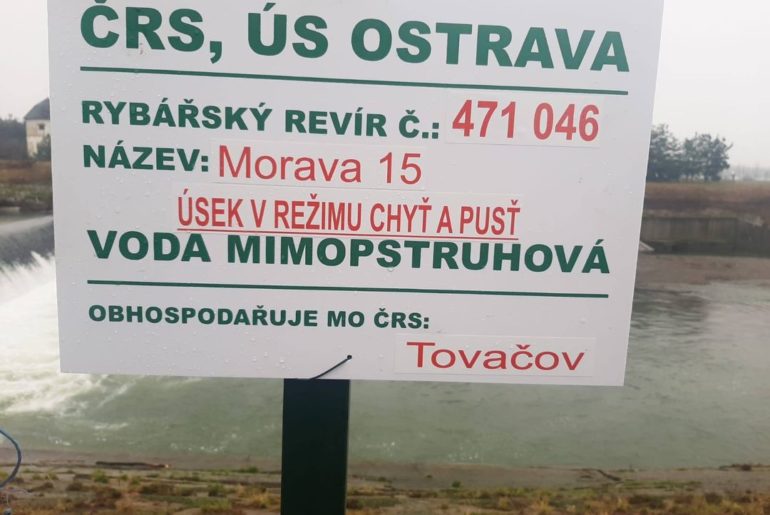 ČRS, ÚS OSTRAVA
RYBÁŘSKÝ REVÍR Č.: 471 046
NÁZEV: Morava 15
ÚSEK V REŽIMU CHYŤ A PUSŤ
VODA MIMOPSTRUHOVÁ
OBHOSPODAŘUJE MO ČRS:
Tovačov